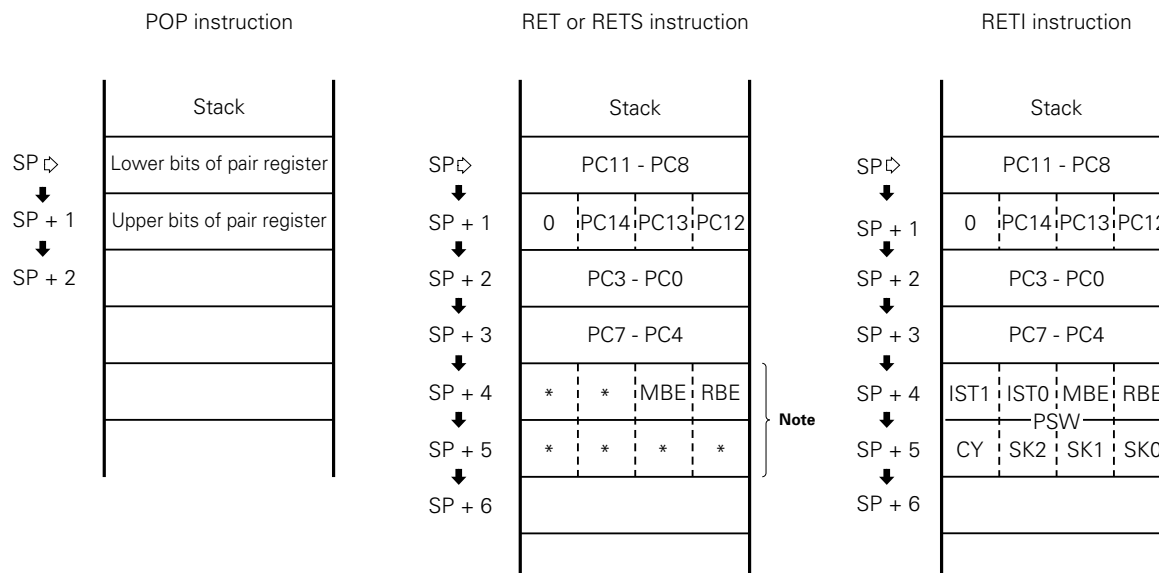 POP instruction
Stack
SP Lower bits of pair register
SP + 1 Upper bits of pair register
SP + 2
RET or RETS instruction
Stack
SP PC11 - PC8
SP + 1 0 PC14 PC13 PC12
SP + 2 PC3 - PC0
SP + 3 PC7 - PC4
SP + 4 * * MBE RBE
Note
SP + 5 * * * *
SP + 6
RETI instruction
Stack
SP PC11 - PC8
SP + 1 0 PC14 PC13 PC12
SP + 2 PC3 - PC0
SP + 3 PC7 - PC4
SP + 4 IST1 IST0 MBE RBE
PSW
SP + 5 CY SK2 SK1 SK0
SP + 6